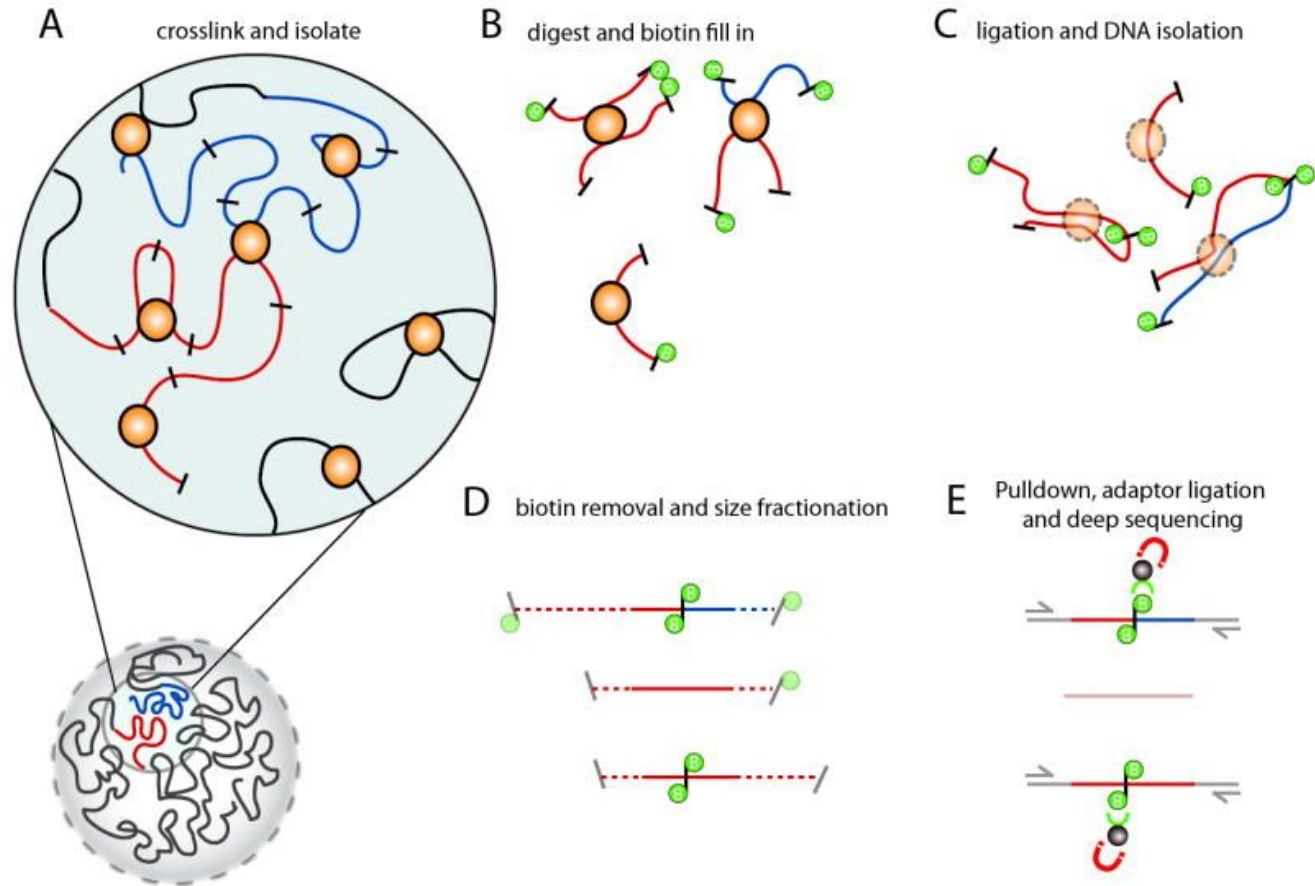 A
crosslink and isolate
B
digest and biotin fill in
B
B
B
B
B
B
B
C
ligation and DNA isolation
B
B
B
B
B
B
B
D
biotin removal and size fractionation
B
B
B
B
E
Pulldown, adaptor ligation
and deep sequencing
B
B
B
B